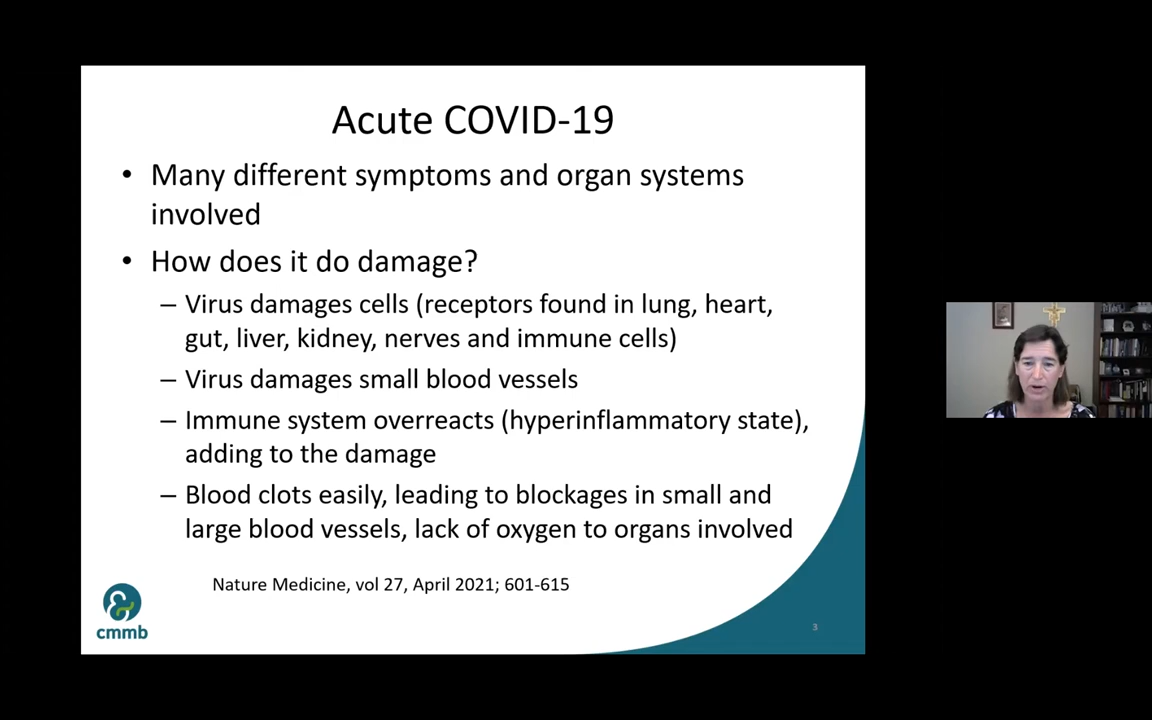 Acute COVID-19
• Many different symptoms and organ systems
involved
• How does it do damage?
– Virus damages cells (receptors found in lung, heart,
gut, liver, kidney, nerves and immune cells)
– Virus damages small blood vessels
– Immune system overreacts (hyperinflammatory state),
adding to the damage
– Blood clots easily, leading to blockages in small and
large blood vessels, lack of oxygen to organs involved
Nature Medicine, vol 27, April 2021; 601-615
cmmb
3